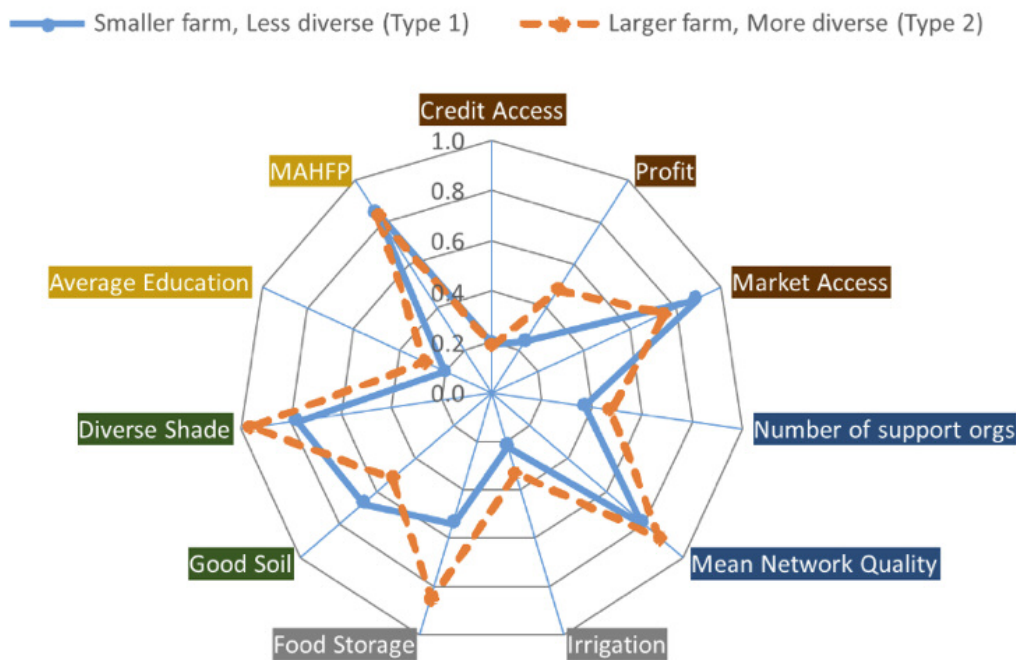 Smaller farm, Less diverse (Type 1)
Larger farm, More diverse (Type 2)
Credit Access
1.0
MAHFP
Profit
0.8
0.6
Average Education
Market Access
0.4
0.2
0.0
Diverse Shade
Number of support orgs
Good Soil
Mean Network Quality
Food Storage
Irrigation